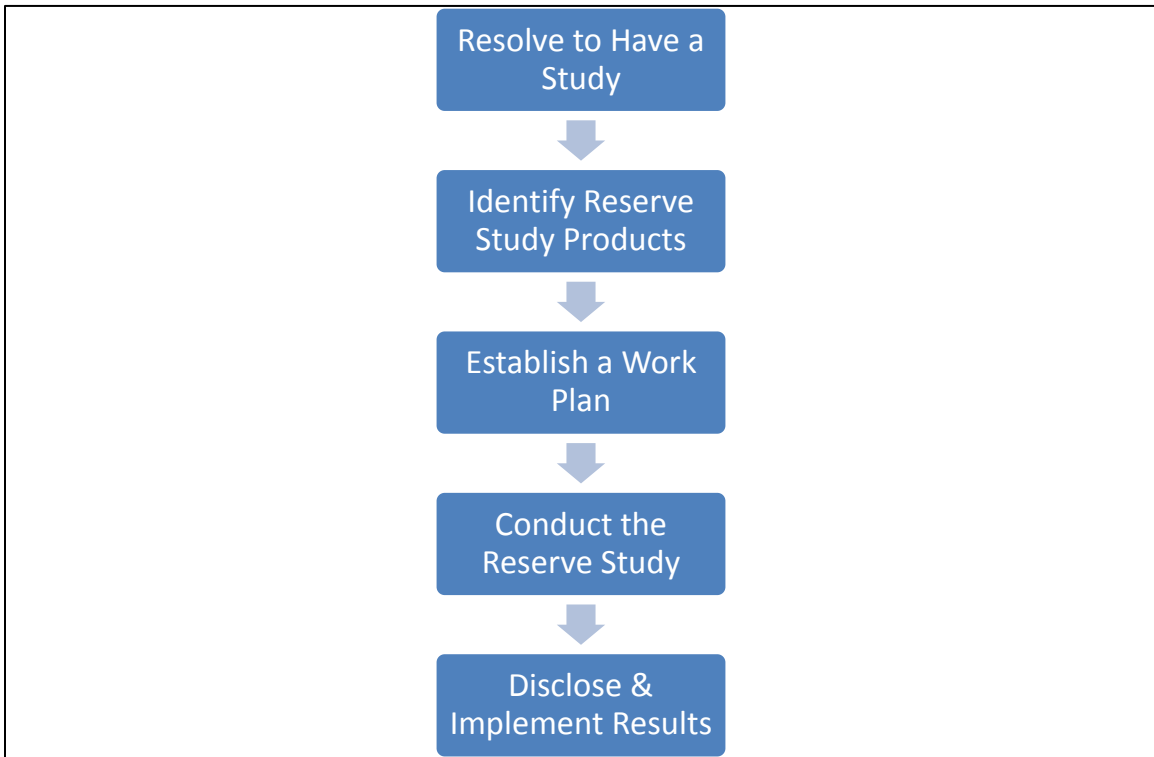 Resolve to Have a
Study
Identify Reserve
Study Products
Establish a Work
Plan
Conduct the
Reserve Study
Disclose &
Implement Results